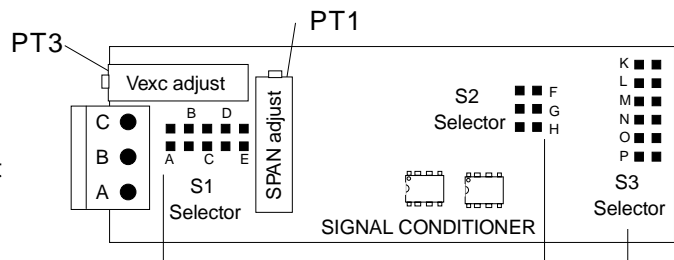 PT1
PT3
Vexc adjust
SPAN adjust
C
B
A
B D
A C E
S1
Selector
S2
Selector
F
G
H
K
L
M
N
O
P
S3
Selector
SIGNAL CONDITIONER